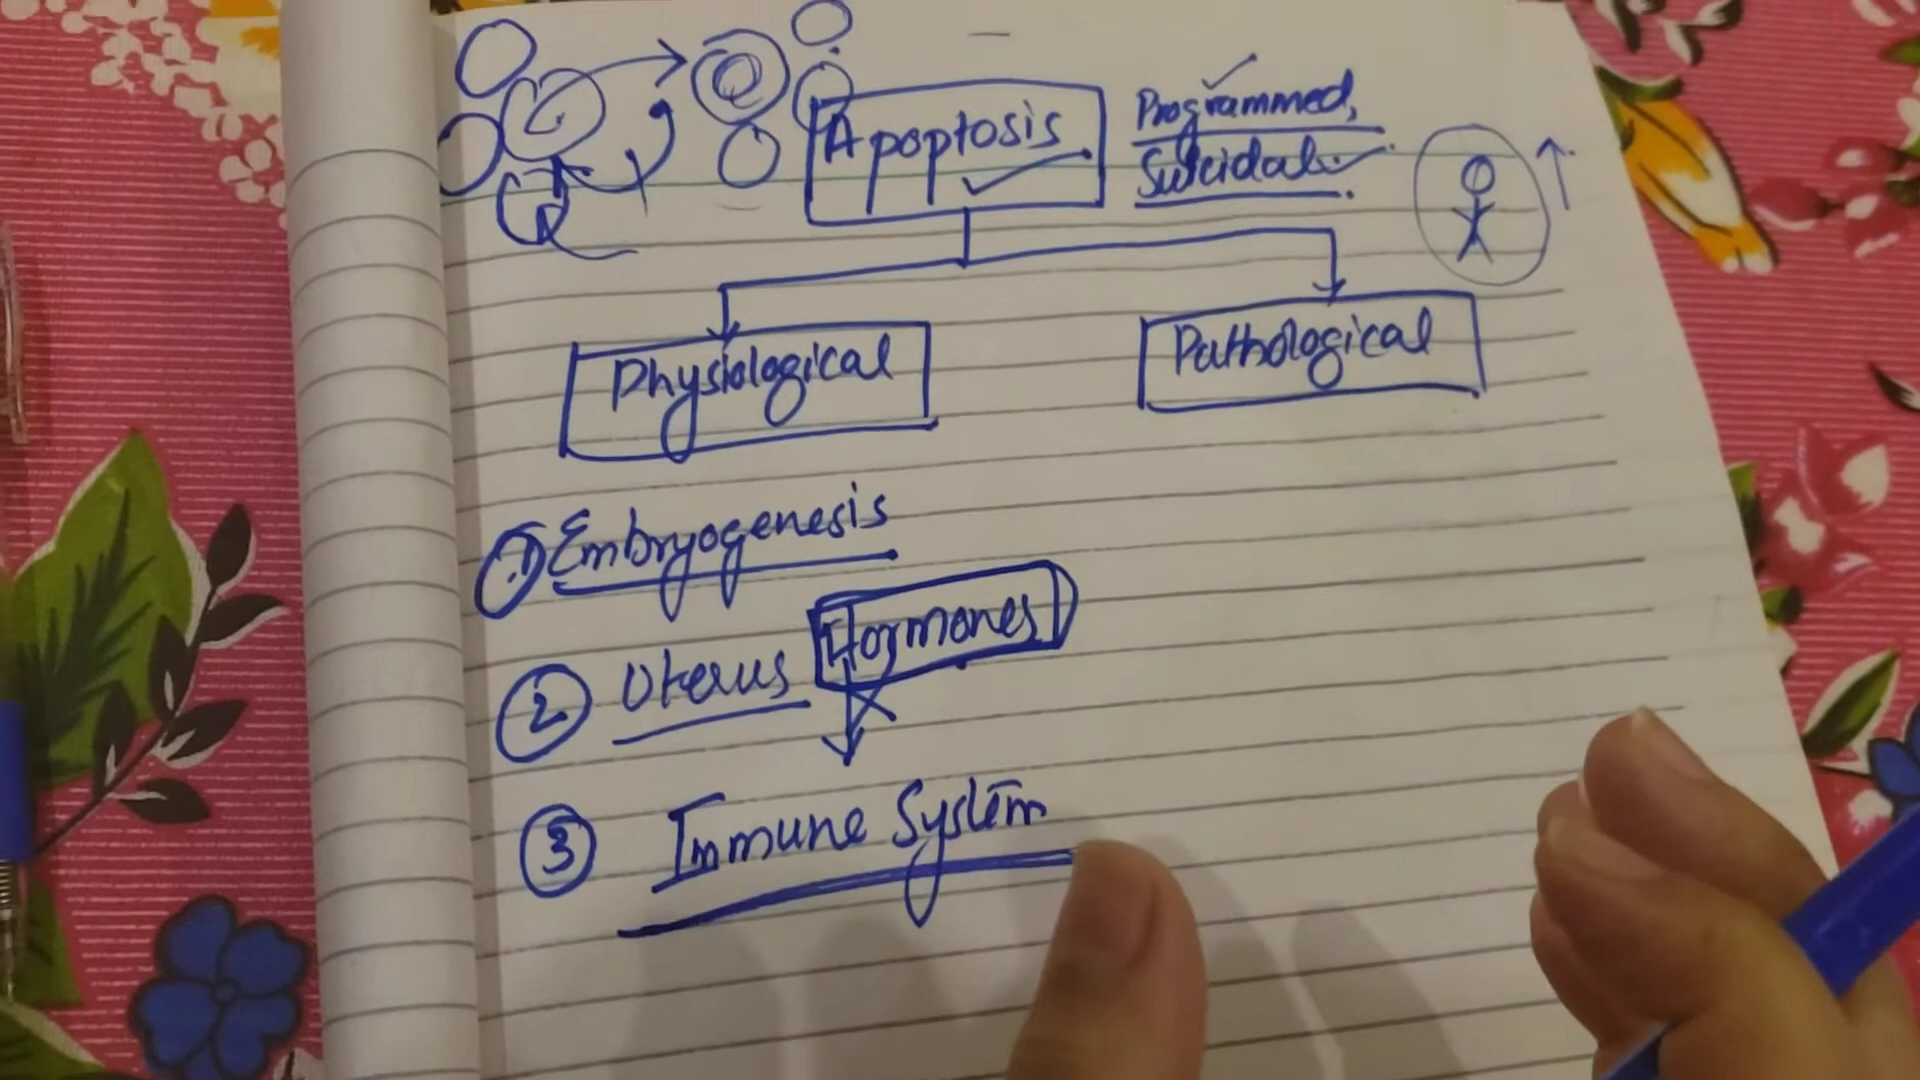 Apoptosis
Programmed,
Suicidal.
Physiological
Pathological
1) Embryogenesis
2 Uterus Hormones
3 Immune System